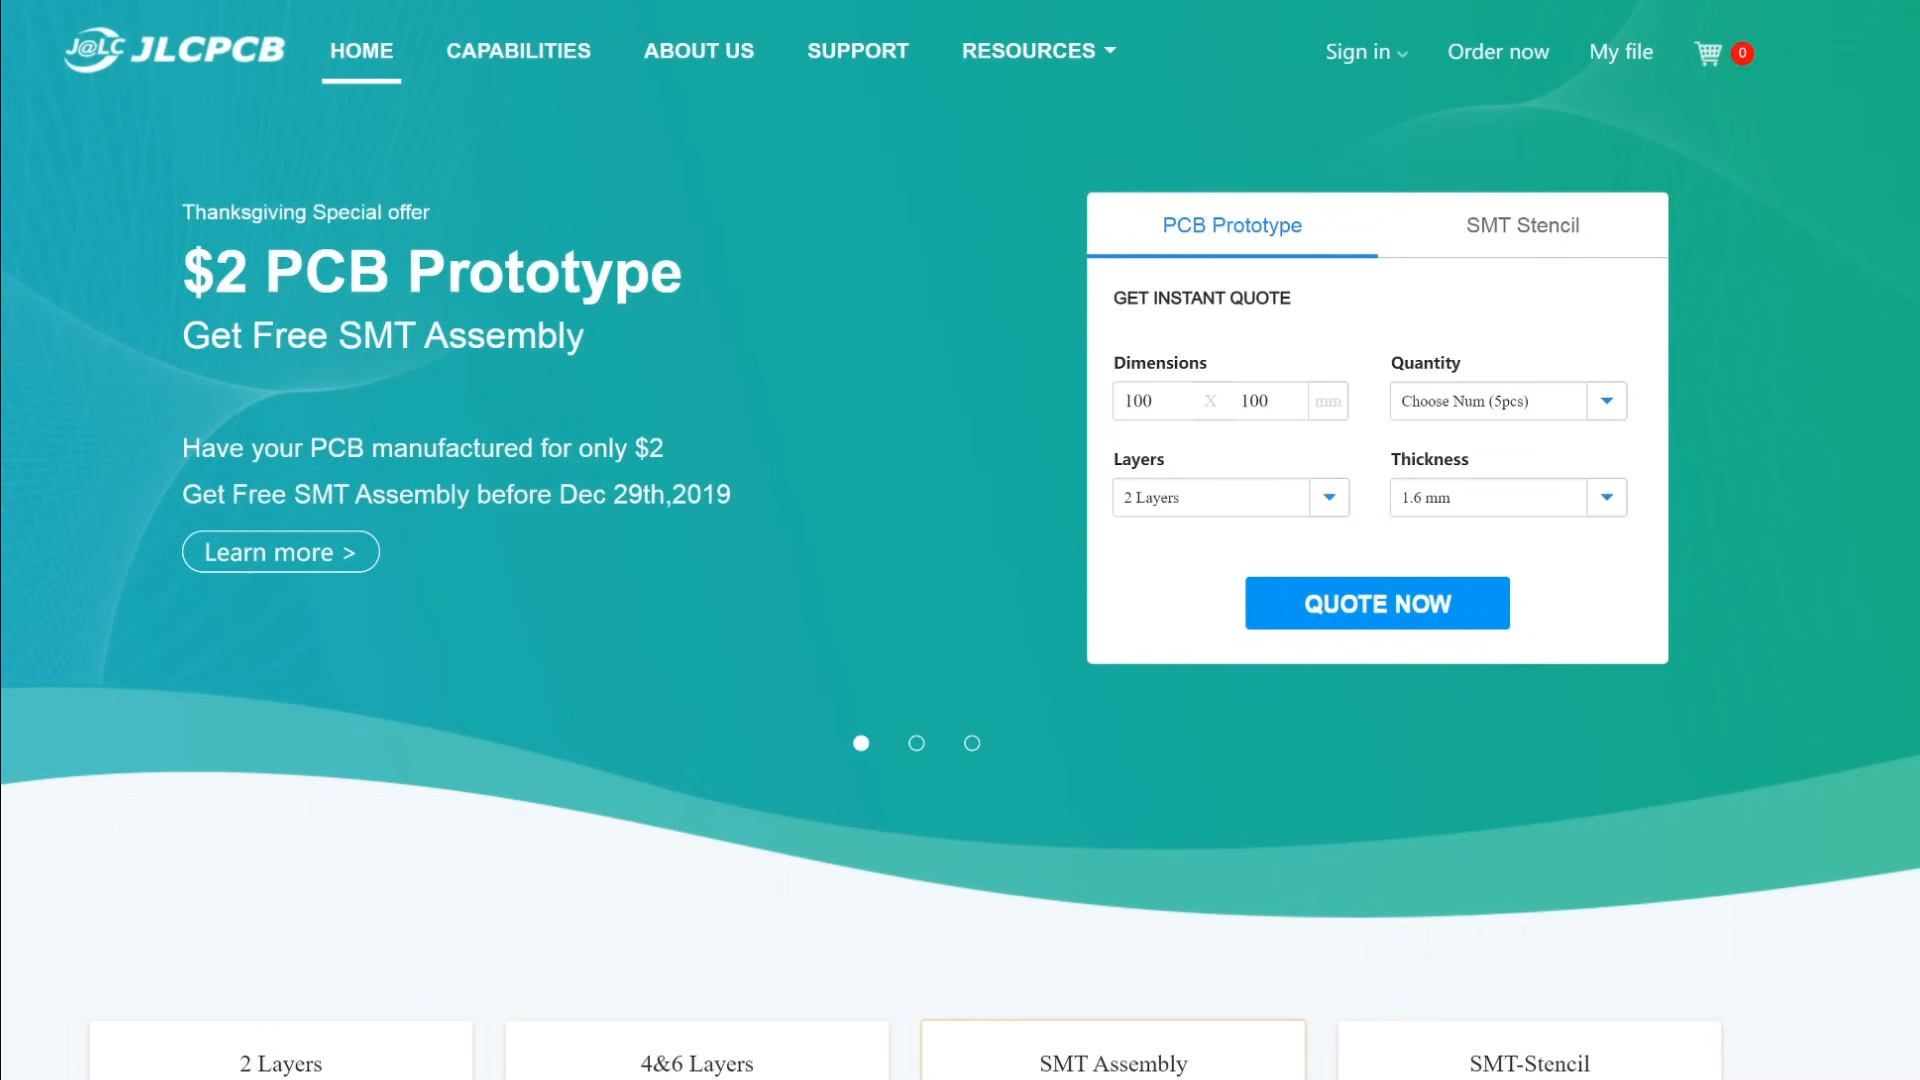 J@LC JLCPCB HOME CAPABILITIES ABOUT US SUPPORT RESOURCES Sign in Order now My file 0
Thanksgiving Special offer
$2 PCB Prototype
Get Free SMT Assembly
Have your PCB manufactured for only $2
Get Free SMT Assembly before Dec 29th,2019
Learn more >
PCB Prototype SMT Stencil
GET INSTANT QUOTE
Dimensions Quantity
100 X 100 mm Choose Num (5pcs)
Layers Thickness
2 Layers 1.6 mm
QUOTE NOW
2 Layers 4&6 Layers SMT Assembly SMT-Stencil